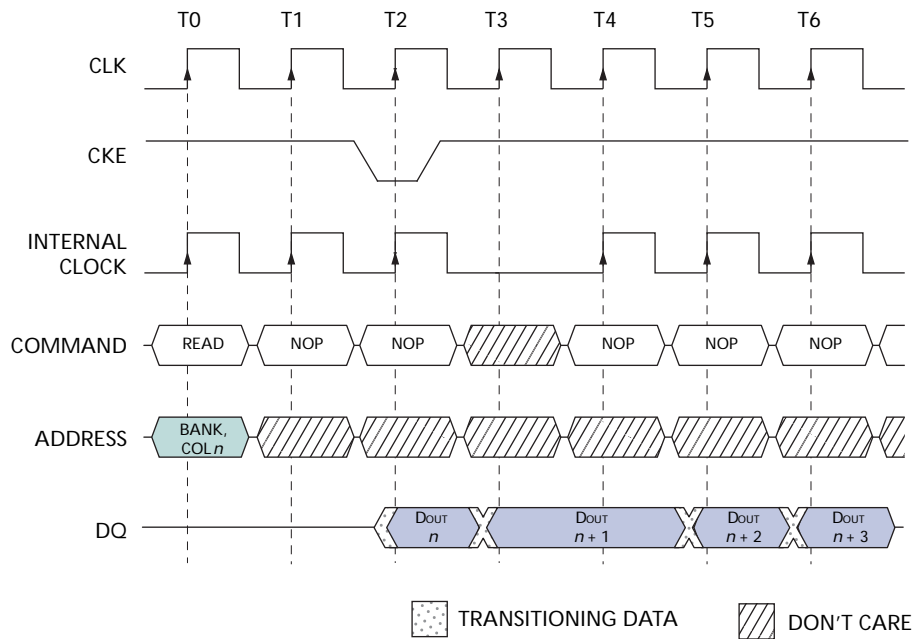 T0 T1 T2 T3 T4 T5 T6
CLK
CKE
INTERNAL
CLOCK
COMMAND READ NOP NOP NOP NOP NOP
ADDRESS BANK,
COL n
DQ DOUT DOUT DOUT DOUT
n n + 1 n + 2 n + 3
TRANSITIONING DATA DON'T CARE